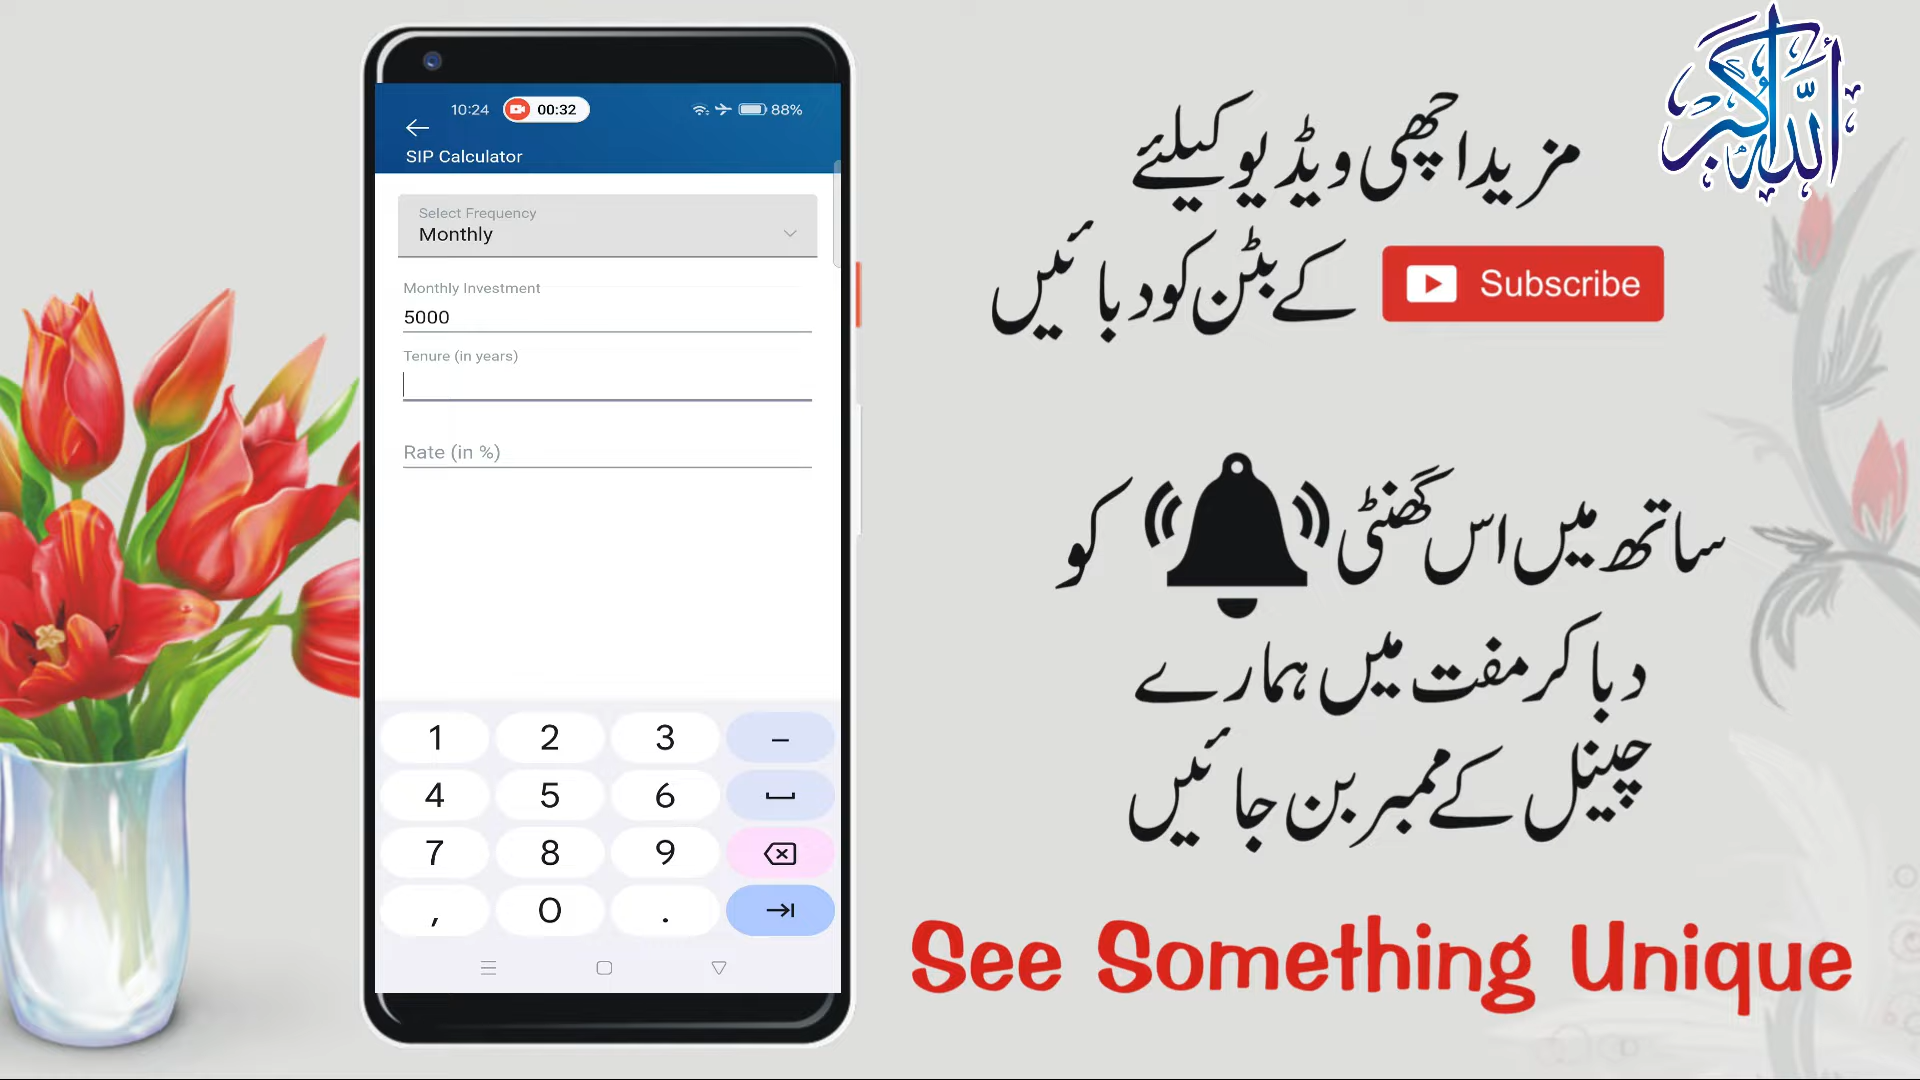 10:24
00:32
88%
SIP Calculator
Select Frequency
Monthly
Monthly Investment
5000
Tenure (in years)
Rate (in %)
1 2 3 –
4 5 6
7 8 9
, 0 .
اللہ اکبر
مزید اچھی ویڈیو کیلئے
کے بٹن کو دبائیں
Subscribe
ساتھ میں اس گھنٹی کو
دبا کر مفت میں ہمارے
چینل کے ممبر بن جائیں
See Something Unique